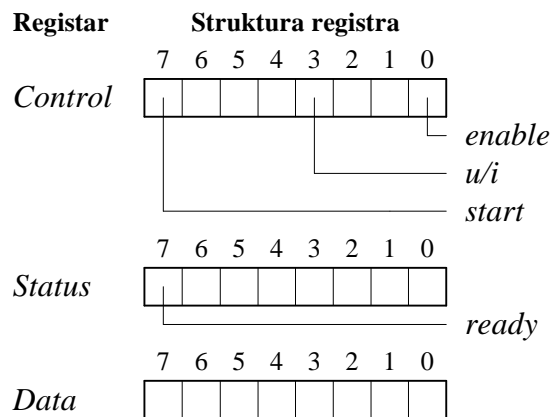 Registar Struktura registra
7 6 5 4 3 2 1 0
Control
enable
u/i
start
7 6 5 4 3 2 1 0
Status
ready
7 6 5 4 3 2 1 0
Data